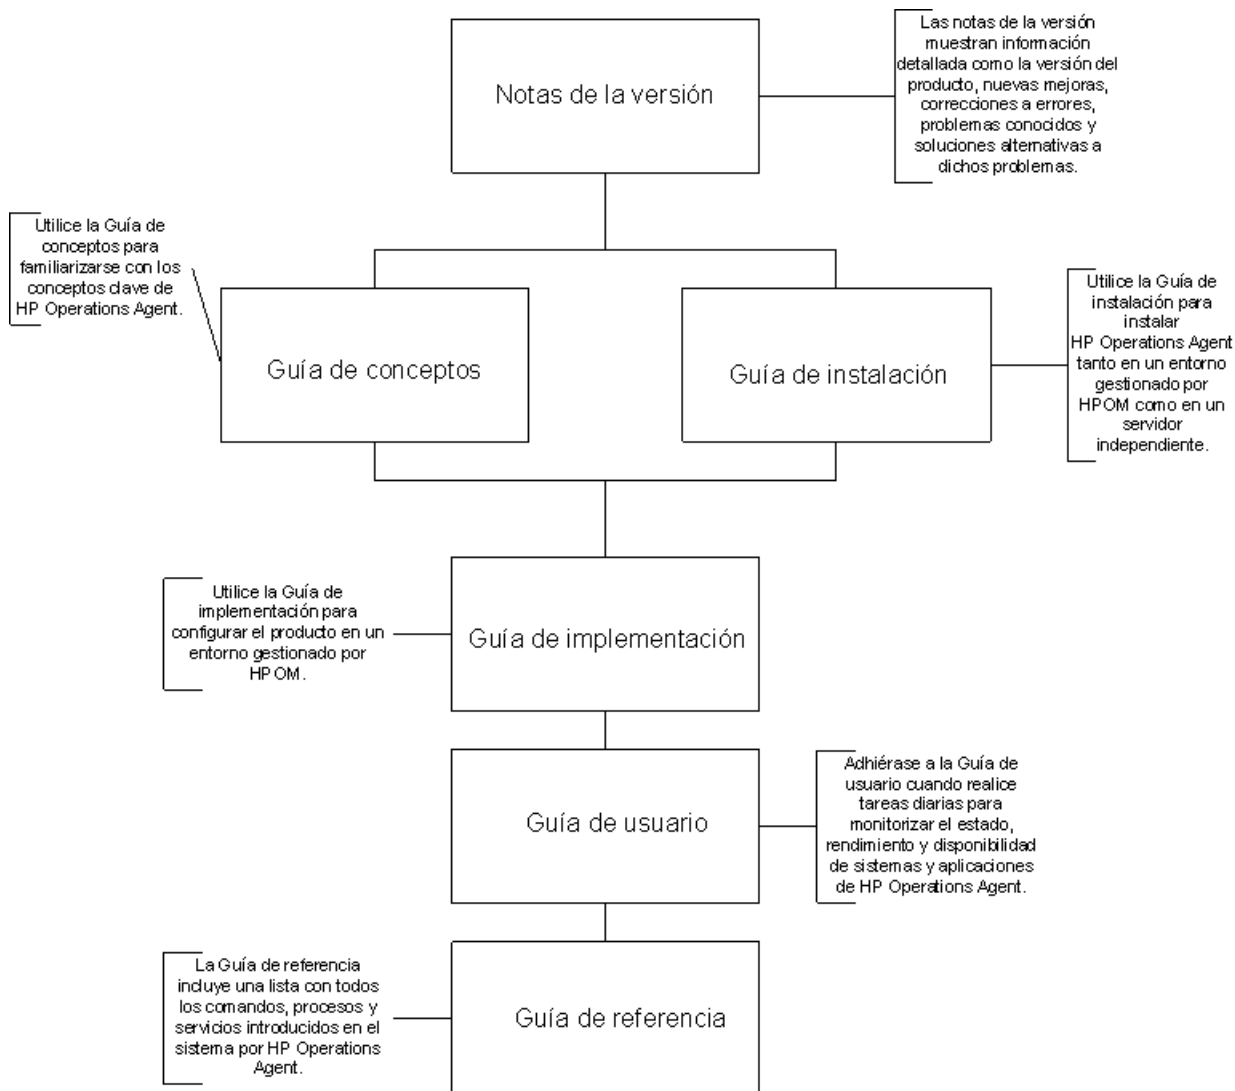 Notas de la versión
Las notas de la versión
muestran información
detallada como la versión del
producto, nuevas mejoras,
correcciones a errores,
problemas conocidos y
soluciones alternativas a
dichos problemas.
Utilice la Guía de
conceptos para
familiarizarse con los
conceptos clave de
HP Operations Agent.
Guía de conceptos
Guía de instalación
Utilice la Guía de
instalación para
instalar
HP Operations Agent
tanto en un entorno
gestionado por
HPOM como en un
servidor
independiente.
Utilice la Guía de
implementación para
configurar el producto en un
entorno gestionado por
HPOM.
Guía de implementación
Guía de usuario
Adhiérase a la Guía de
usuario cuando realice
tareas diarias para
monitorizar el estado,
rendimiento y disponibilidad
de sistemas y aplicaciones
de HP Operations Agent.
La Guía de referencia
incluye una lista con todos
los comandos, procesos y
servicios introducidos en el
sistema por HP Operations
Agent.
Guía de referencia